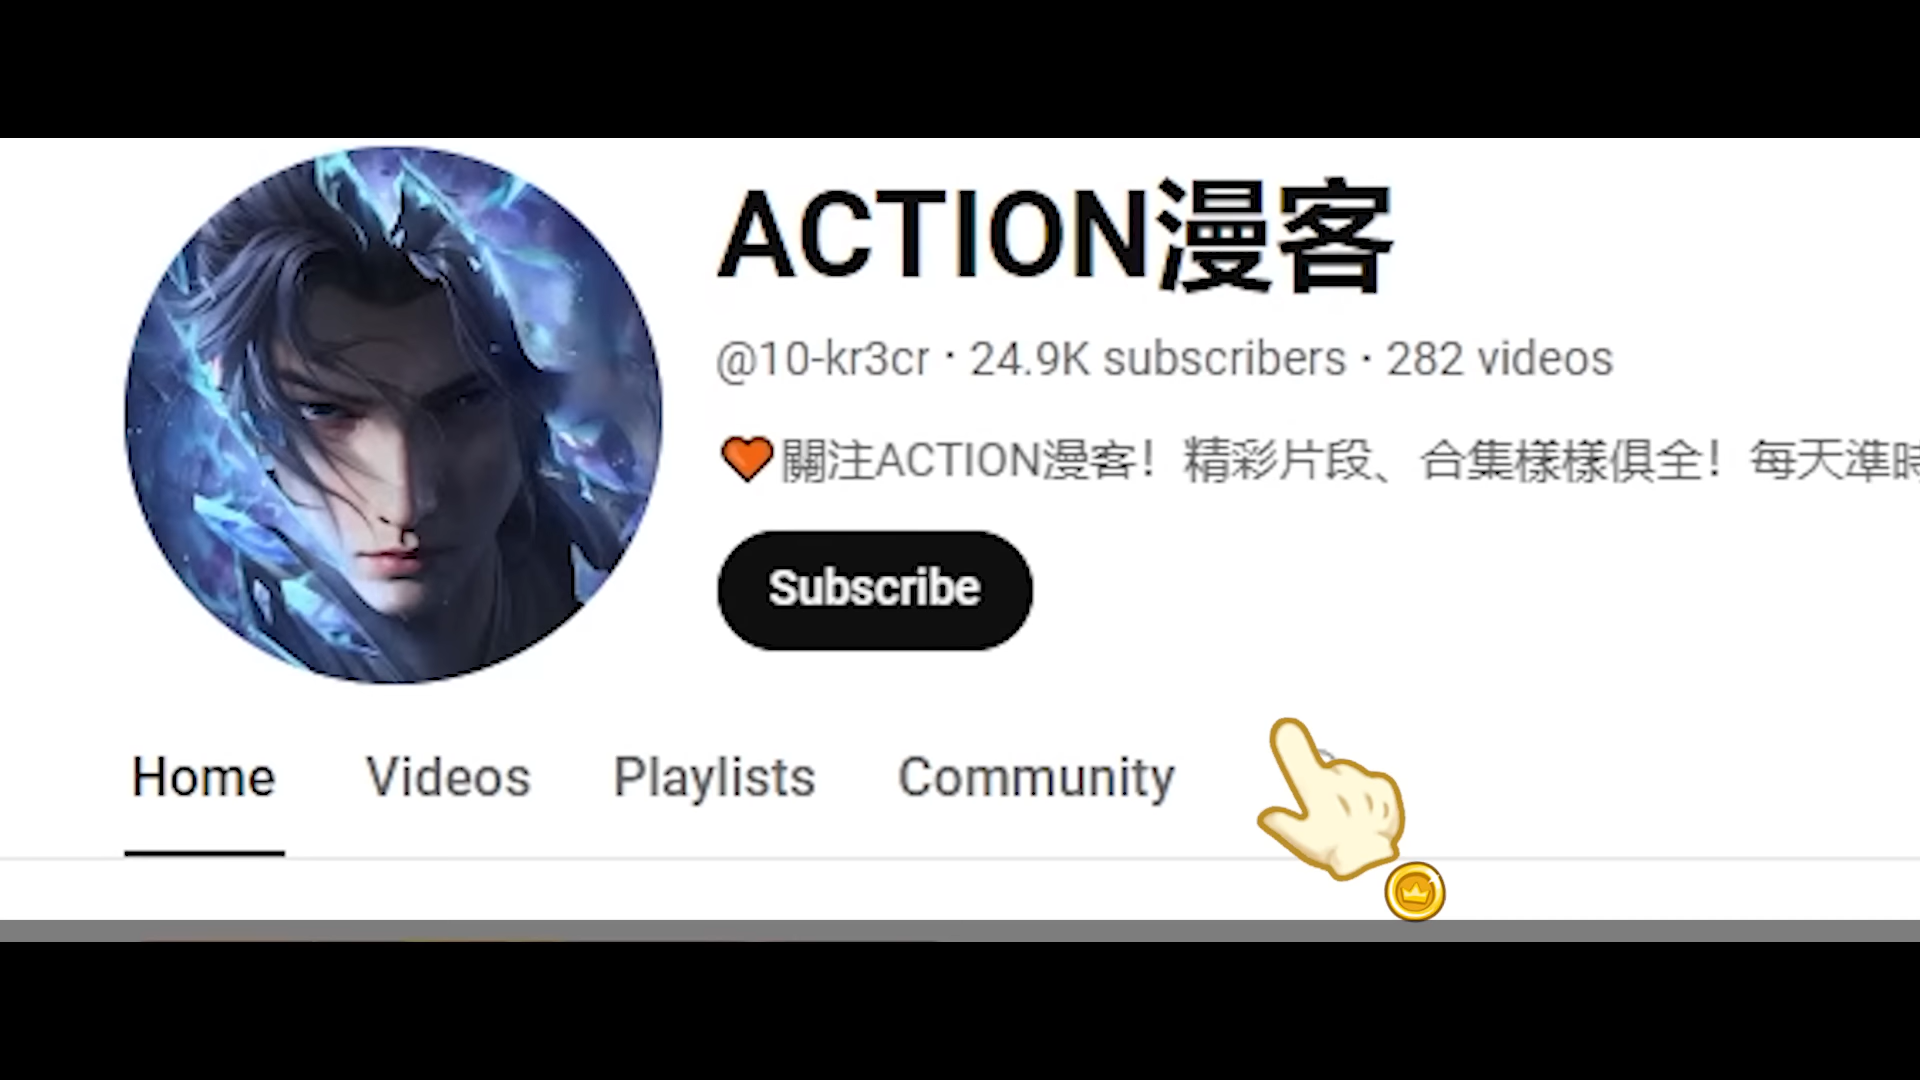 ACTION漫客
@10-kr3cr · 24.9K subscribers · 282 videos
關注ACTION漫客！精彩片段、合集樣樣俱全！每天準時
Subscribe
Home Videos Playlists Community